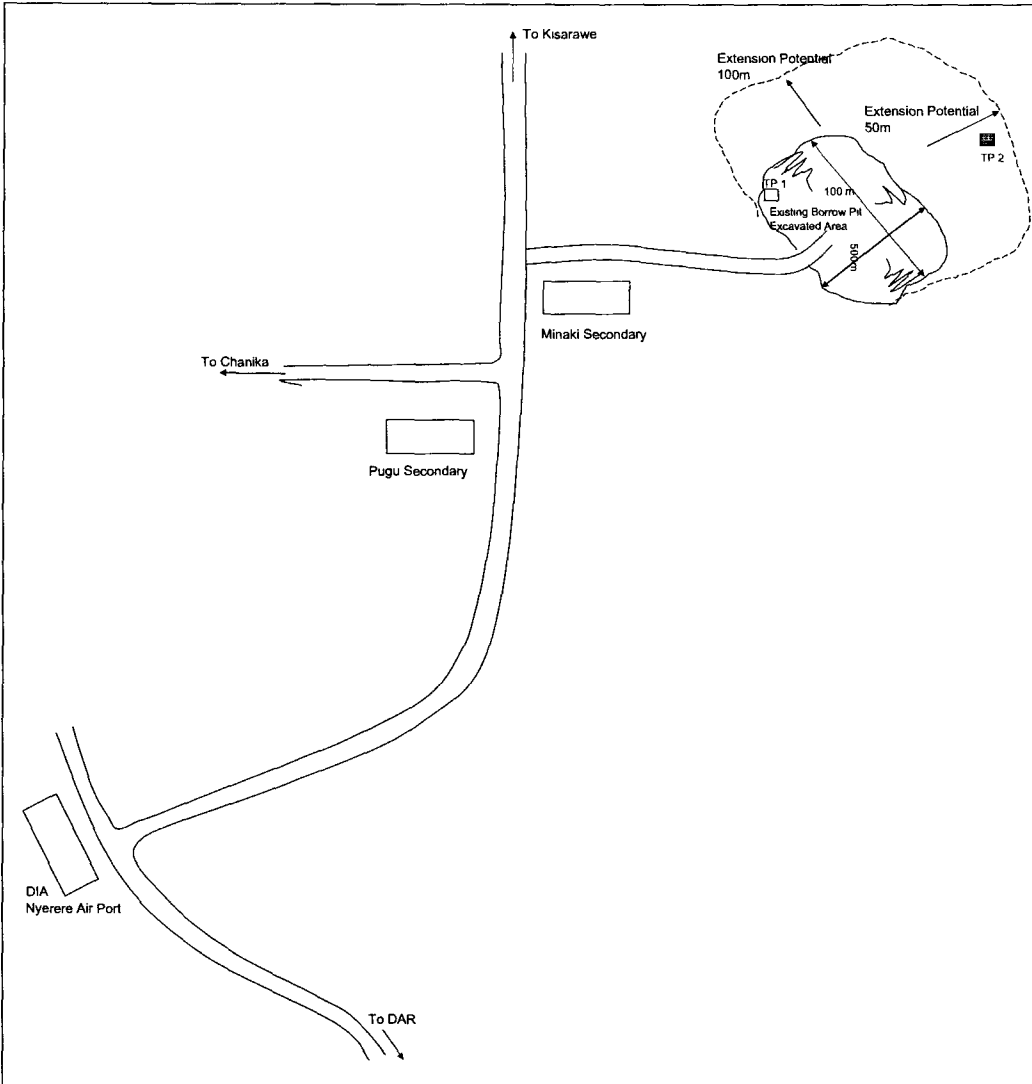 To Kisarawe
Extension Potential
100m
Extension Potential
50m
TP 2
TP 1
100 m
Existing Borrow Pit
Excavated Area
500m
Minaki Secondary
To Chanika
Pugu Secondary
DIA
Nyerere Air Port
To DAR